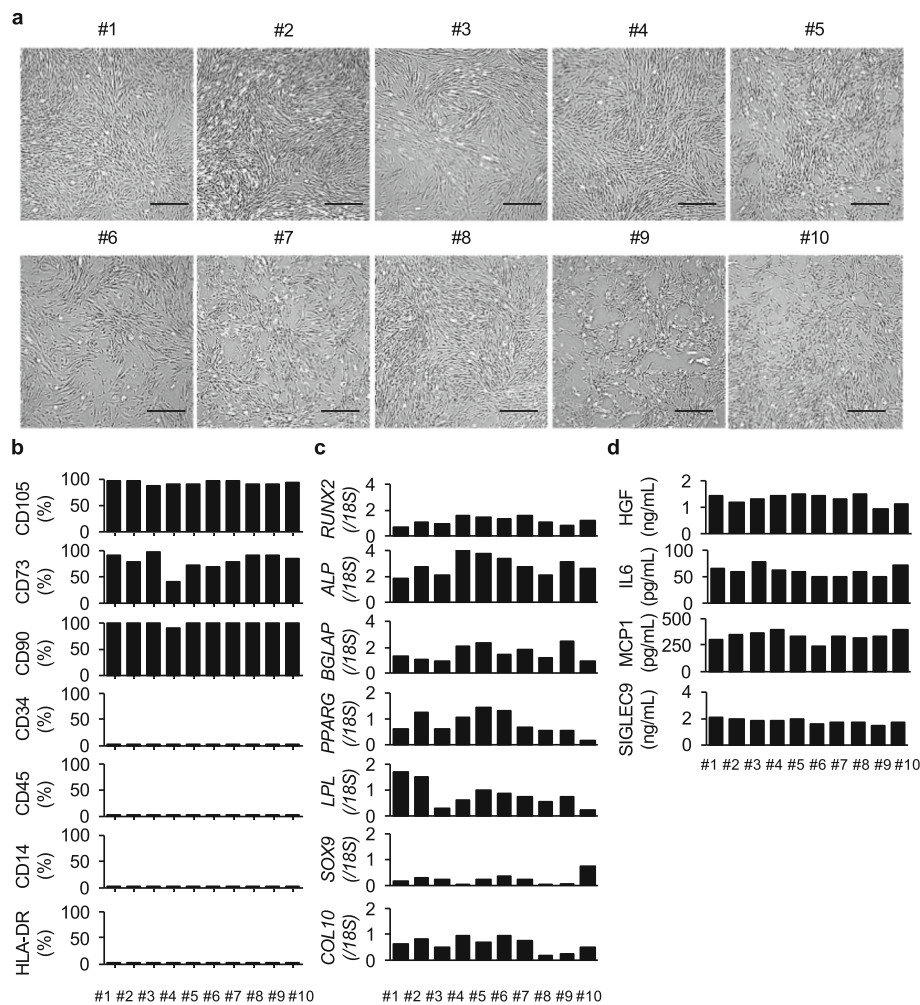 a
#1 #2 #3 #4 #5
#6 #7 #8 #9 #10
b
CD105
(%)
100
50
0
CD73
(%)
100
50
0
CD90
(%)
100
50
0
CD34
(%)
100
50
0
CD45
(%)
100
50
0
CD14
(%)
100
50
0
HLA-DR
(%)
100
50
0
#1 #2 #3 #4 #5 #6 #7 #8 #9 #10
c
RUNX2
(/18S)
4
2
0
ALP
(/18S)
4
2
0
BGLAP
(/18S)
4
2
0
PPARG
(/18S)
2
1
0
LPL
(/18S)
2
1
0
SOX9
(/18S)
2
1
0
COL10
(/18S)
2
1
0
#1 #2 #3 #4 #5 #6 #7 #8 #9 #10
d
HGF
(ng/mL)
2
1
0
IL6
(pg/mL)
100
50
0
MCP1
(pg/mL)
500
250
0
SIGLEC9
(ng/mL)
4
2
0
#1 #2 #3 #4 #5 #6 #7 #8 #9 #10